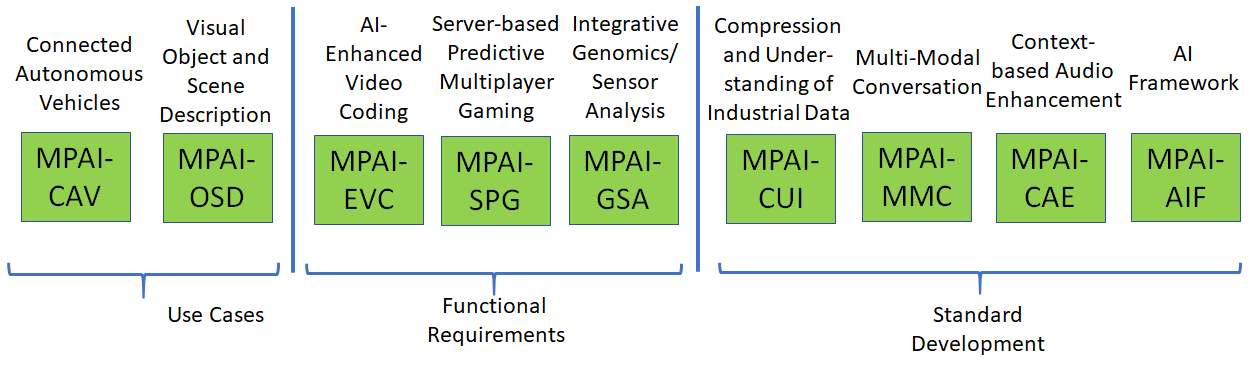 Connected
Autonomous
Vehicles
MPAI-
CAV
Visual
Object and
Scene
Description
MPAI-
OSD
Use Cases
AI-
Enhanced
Video
Coding
MPAI-
EVC
Server-based
Predictive
Multiplayer
Gaming
MPAI-
SPG
Integrative
Genomics/
Sensor
Analysis
MPAI-
GSA
Functional
Requirements
Compression
and Under-
standing of
Industrial Data
MPAI-
CUI
Multi-Modal
Conversation
MPAI-
MMC
Context-
based Audio
Enhancement
MPAI-
CAE
AI
Framework
MPAI-
AIF
Standard
Development